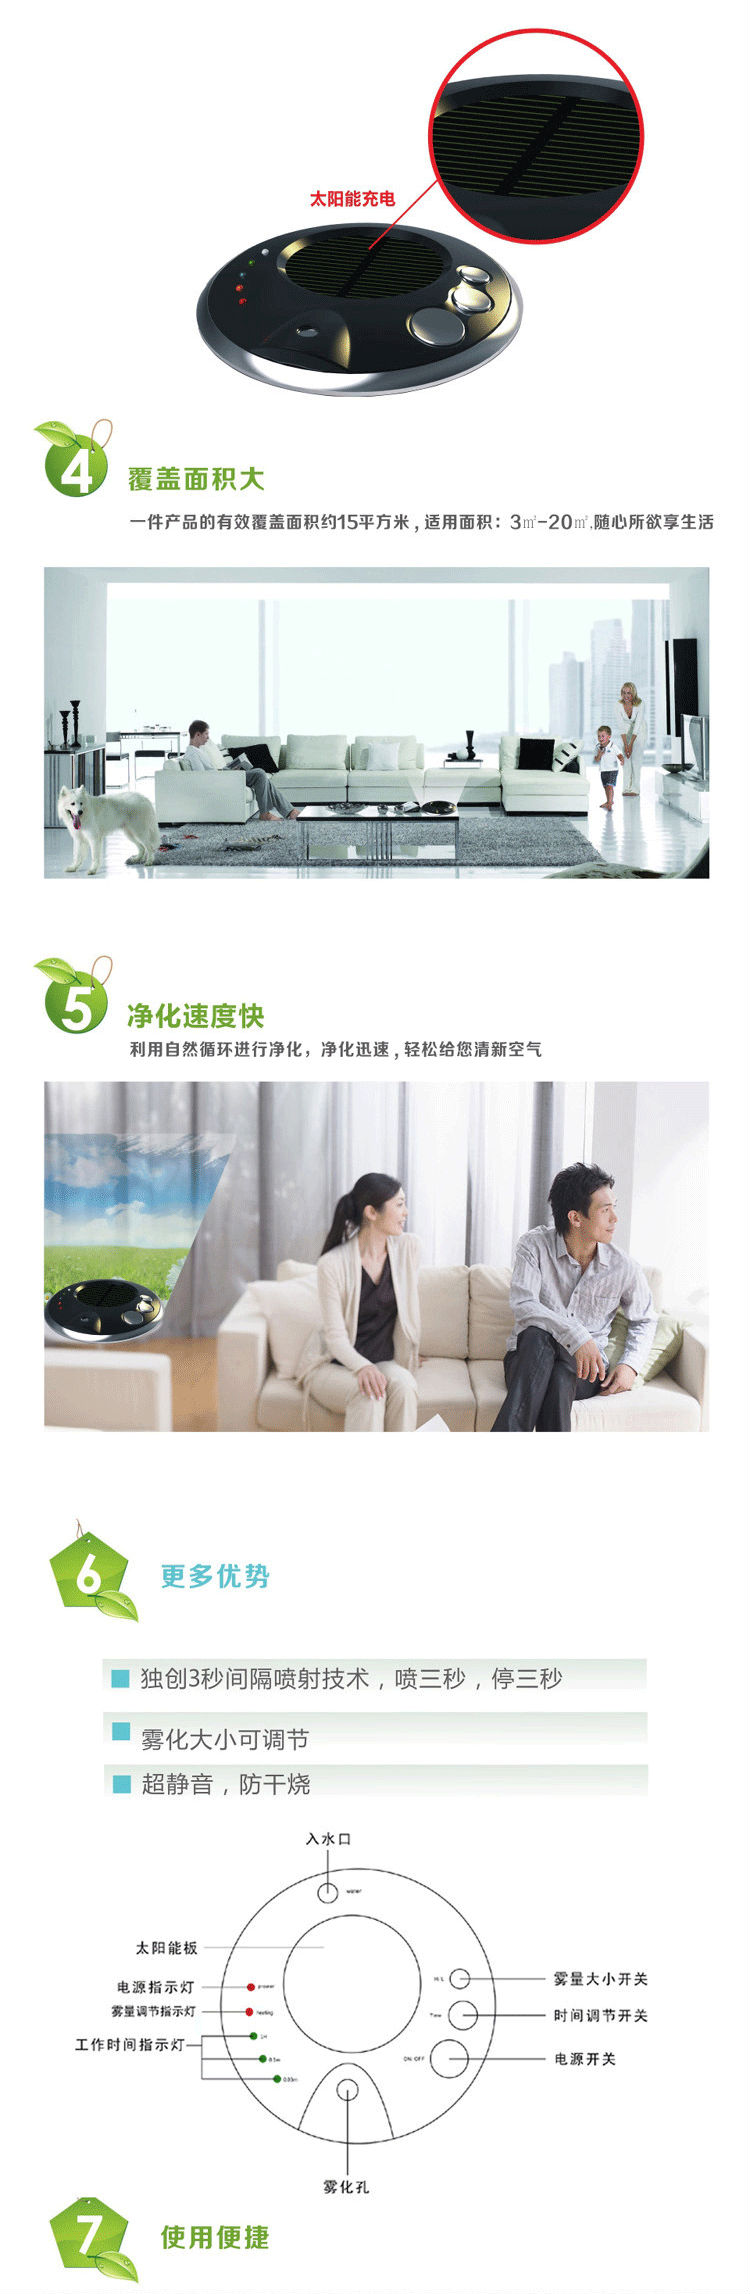 太阳能充电
4
覆盖面积大
一件产品的有效覆盖面积约15平方米,适用面积：3㎡-20㎡,随心所欲享生活
5
净化速度快
利用自然循环进行净化，净化迅速,轻松给您清新空气
6
更多优势
独创3秒间隔喷射技术，喷三秒，停三秒
雾化大小可调节
超静音，防干烧
入水口
water
太阳能板
电源指示灯
power
雾量大小开关
雾量调节指示灯
heating
Time
时间调节开关
工作时间指示灯
ON OFF
电源开关
雾化孔
7
使用便捷